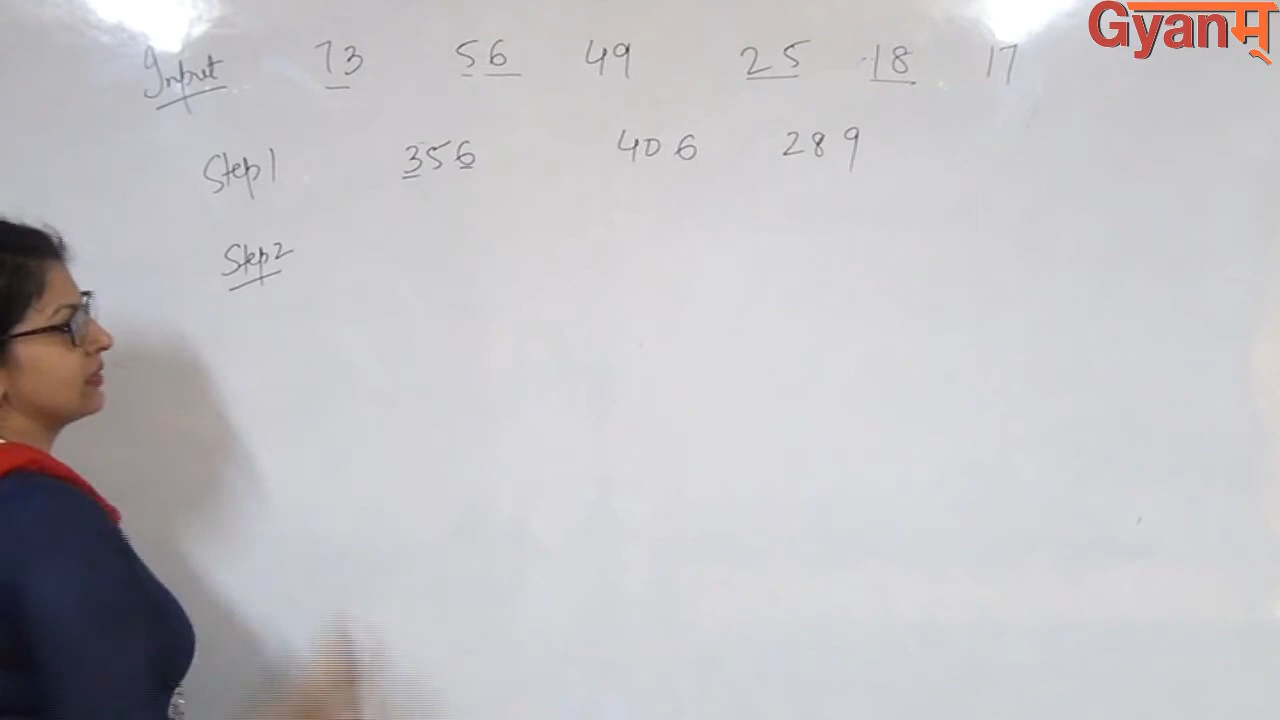 Gyanम्
Input 73 56 49 25 18 17
Step1 356 406 289
Step2